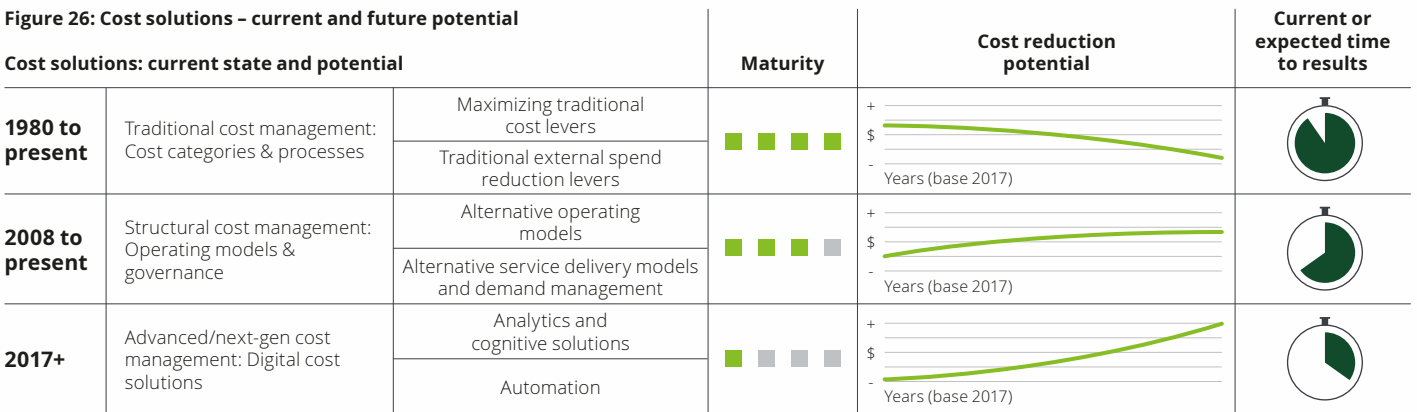 Figure 26: Cost solutions – current and future potential
Cost solutions: current state and potential
Maturity
Cost reduction
potential
Current or
expected time
to results
1980 to
present
Traditional cost management:
Cost categories & processes
Maximizing traditional
cost levers
Traditional external spend
reduction levers
+
$
-
Years (base 2017)
2008 to
present
Structural cost management:
Operating models &
governance
Alternative operating
models
Alternative service delivery models
and demand management
+
$
-
Years (base 2017)
2017+
Advanced/next-gen cost
management: Digital cost
solutions
Analytics and
cognitive solutions
Automation
+
$
-
Years (base 2017)